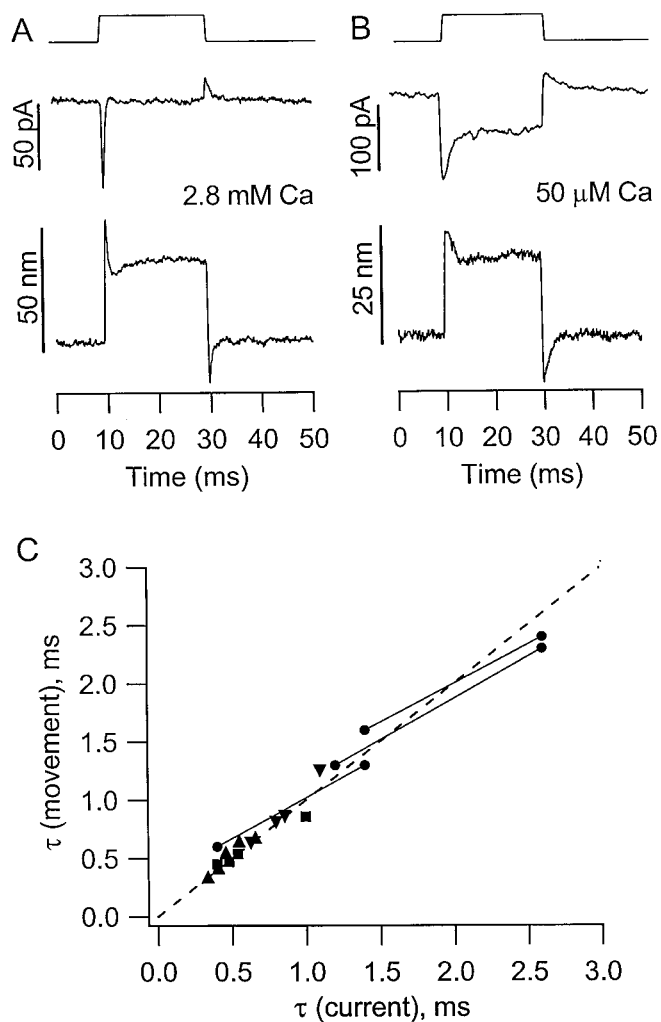 A
B
50 pA
100 pA
2.8 mM Ca
50 μM Ca
50 nm
25 nm
0 10 20 30 40 50
0 10 20 30 40 50
Time (ms)
Time (ms)
C
3.0
2.5
2.0
1.5
1.0
0.5
0.0
τ (movement), ms
0.0 0.5 1.0 1.5 2.0 2.5 3.0
τ (current), ms